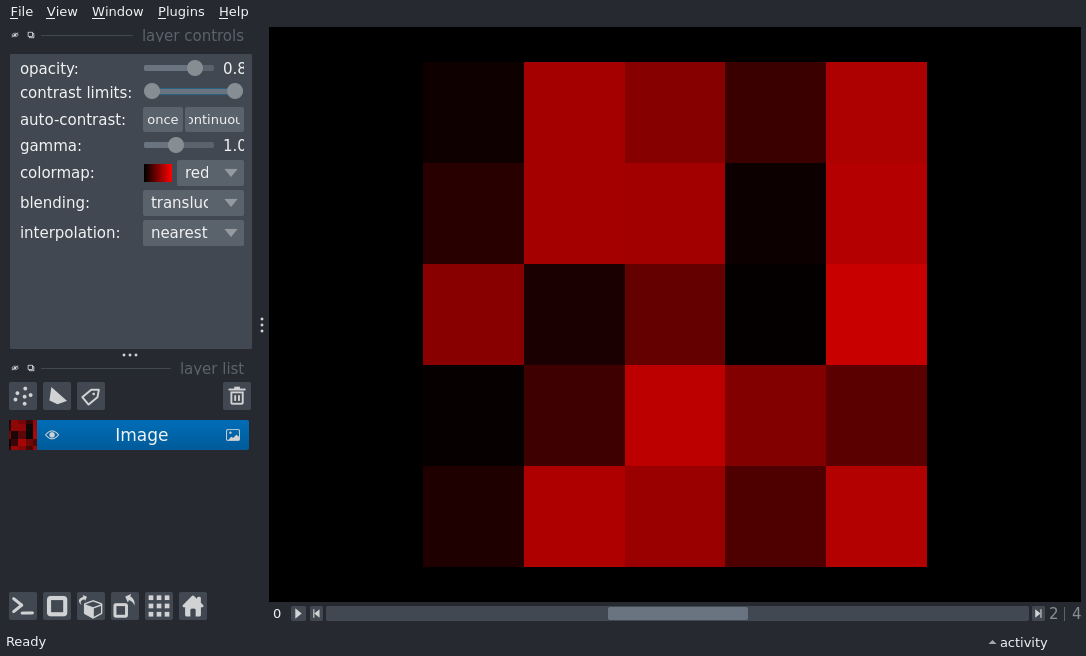 File View Window Plugins Help
layer controls
opacity: 0.8
contrast limits:
auto-contrast: once ontinuou
gamma: 1.0
colormap: red
blending: transluc
interpolation: nearest
layer list
Image
0 2 | 4
Ready
activity